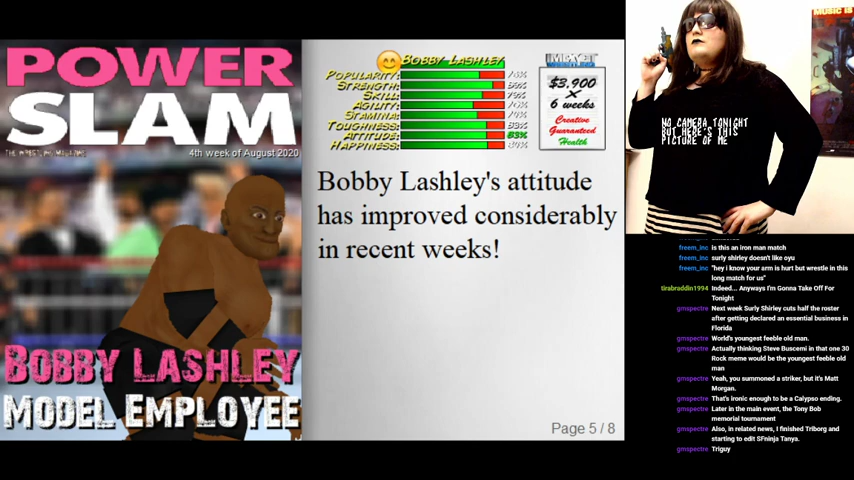 POWER
SLAM
THE WRESTLING MAGAZINE
4th week of August 2020
BOBBY LASHLEY
MODEL EMPLOYEE
BOBBY LASHLEY
POPULARITY:
STRENGTH:
SKILL:
AGILITY:
STAMINA:
TOUGHNESS:
ATTITUDE: 83%
HAPPINESS:
IMPACT
WRESTLING
$3,900
X
6 weeks
Creative
Guaranteed
Health
Bobby Lashley's attitude
has improved considerably
in recent weeks!
Page 5 / 8
MUSIC IS
NO CAMERA TONIGHT
BUT HERE'S THIS
PICTURE OF ME
freem_inc is this an iron man match
freem_inc surly shirley doesn't like oyu
freem_inc "hey i know your arm is hurt but wrestle in this
long match for us"
tirabraddin1994 Indeed... Anyways I'm Gonna Take Off For
Tonight
gmspectre Next week Surly Shirley cuts half the roster
after getting declared an essential business in
Florida
gmspectre World's youngest feeble old man.
gmspectre Actually thinking Steve Buscemi in that one 30
Rock meme would be the youngest feeble old
man
gmspectre Yeah, you summoned a striker, but it's Matt
Morgan.
gmspectre That's ironic enough to be a Calypso ending.
gmspectre Later in the main event, the Tony Bob
memorial tournament
gmspectre Also, in related news, I finished Triborg and
starting to edit SFninja Tanya.
gmspectre Triguy